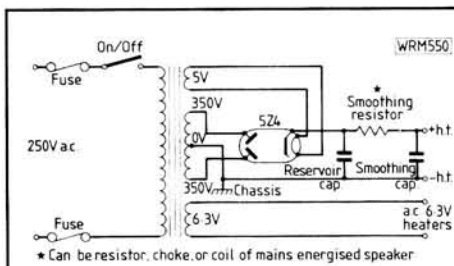 On/Off
WRM550
Fuse
5V
350V
5Z4
★
Smoothing
resistor
+h.t.
250V a.c
0V
Reservoir
cap
Smoothing
cap
-h.t.
350V
Chassis
6·3V
a.c 6·3V
heaters
Fuse
★ Can be resistor, choke, or coil of mains energised speaker